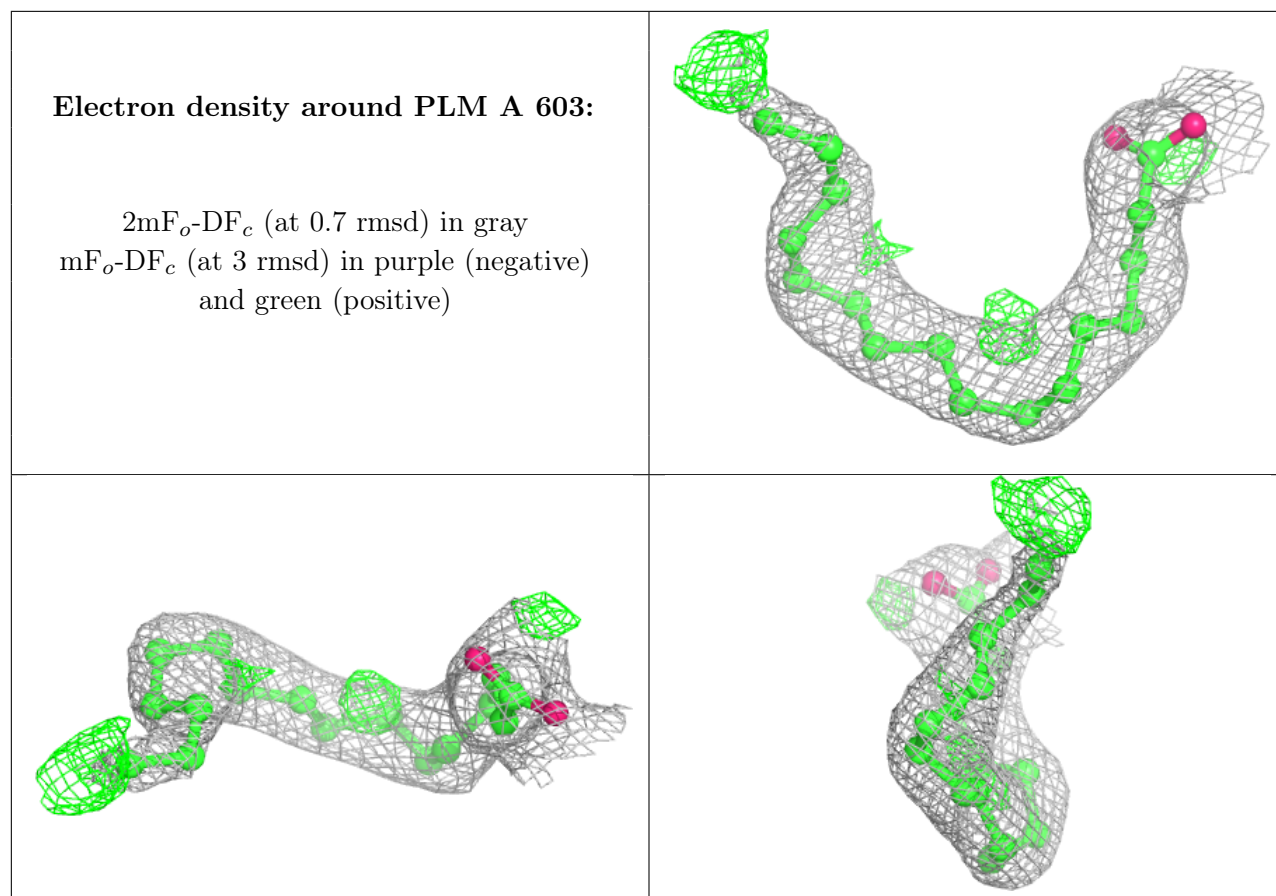 Electron density around PLM A 603:
2mFₒ-DF𝒸 (at 0.7 rmsd) in gray
mFₒ-DF𝒸 (at 3 rmsd) in purple (negative)
and green (positive)